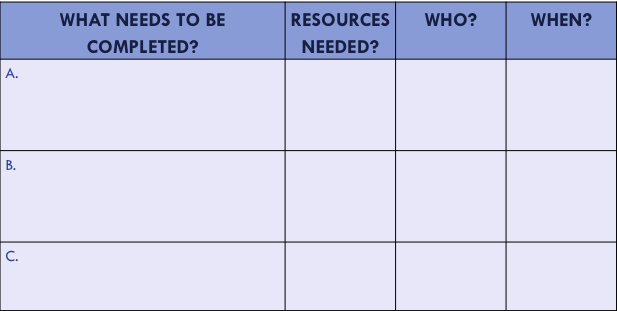 WHAT NEEDS TO BE
COMPLETED?
RESOURCES
NEEDED?
WHO?
WHEN?
A.
B.
C.